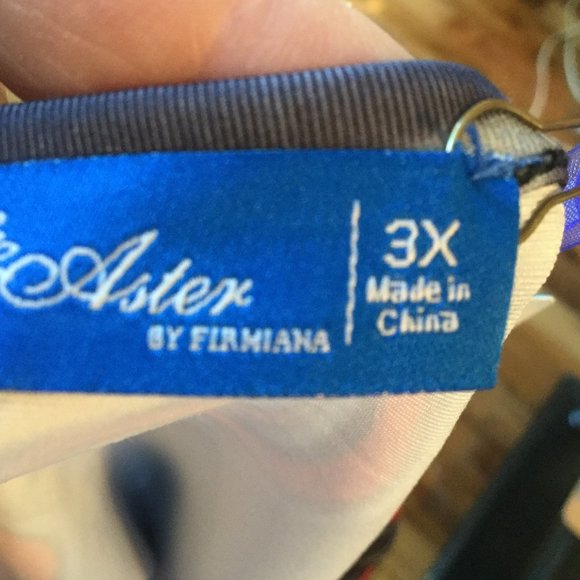 Aster
BY FIRMIANA
3X
Made in
China